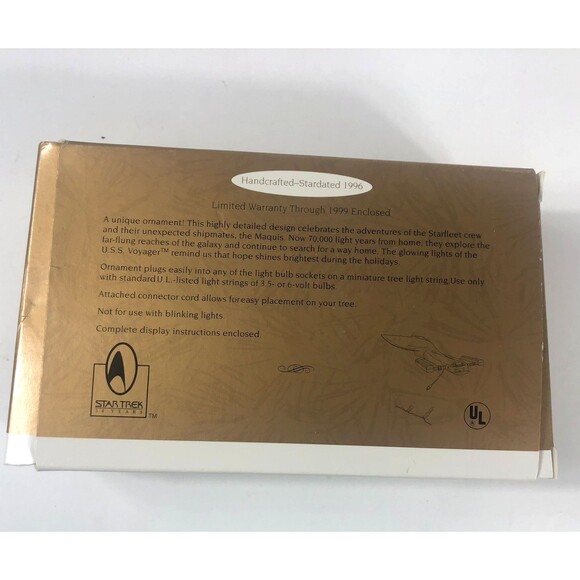 Handcrafted–Stardated 1996
Limited Warranty Through 1999 Enclosed
A unique ornament! This highly detailed design celebrates the adventures of the Starfleet crew
and their unexpected shipmates, the Maquis. Now 70,000 light years from home, they explore the
far-flung reaches of the galaxy and continue to search for a way home. The glowing lights of the
U.S.S. Voyager™ remind us that hope shines brightest during the holidays.
Ornament plugs easily into any of the light bulb sockets on a miniature tree light string. Use only
with standard U.L.-listed light strings of 3.5- or 6-volt bulbs.
Attached connector cord allows for easy placement on your tree.
Not for use with blinking lights.
Complete display instructions enclosed.
STAR TREK
30 YEARS
TM
UL